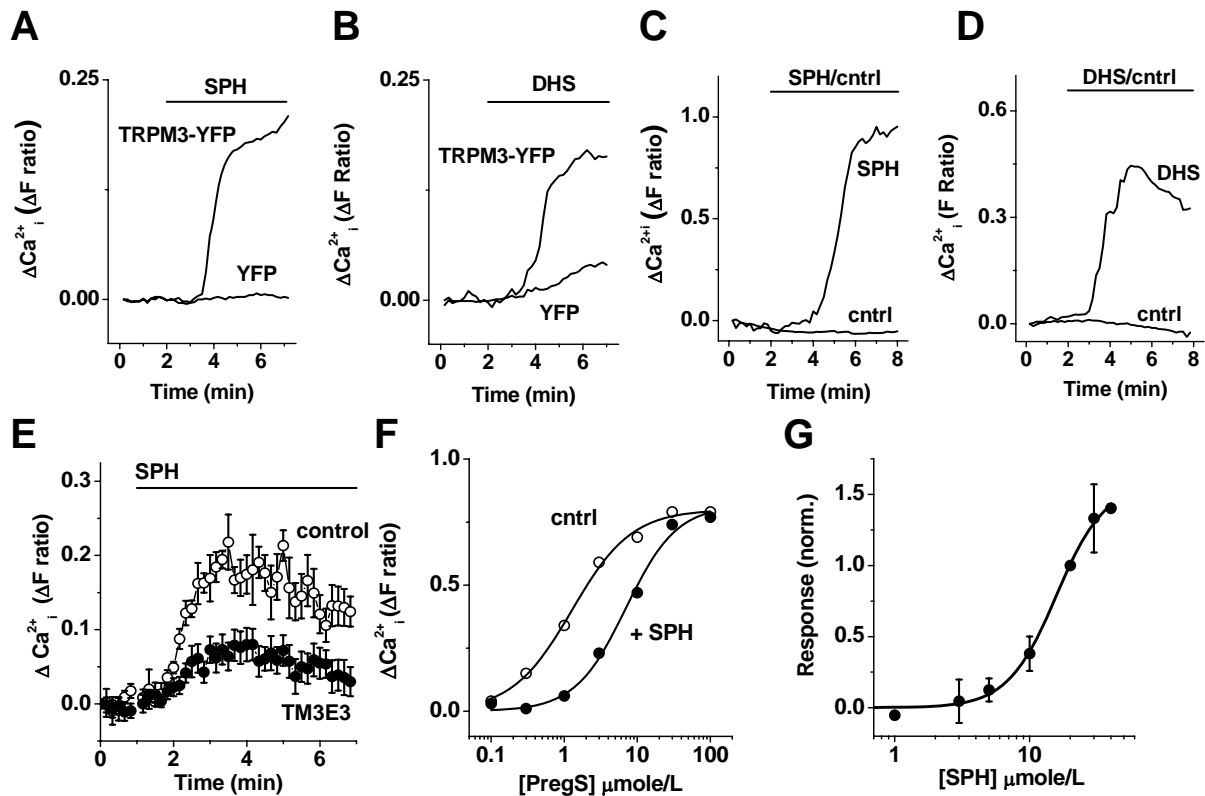 A
0.25
0.00
ΔCa²⁺ᵢ (ΔF ratio)
SPH
TRPM3-YFP
YFP
0 2 4 6
Time (min)
B
0.25
0.00
ΔCa²⁺ᵢ (ΔF Ratio)
DHS
TRPM3-YFP
YFP
0 2 4 6
Time (min)
C
1.0
0.5
0.0
ΔCa²⁺ⁱ (ΔF ratio)
SPH/cntrl
SPH
cntrl
0 2 4 6 8
Time (min)
D
0.6
0.3
0.0
ΔCa²⁺ᵢ (F Ratio)
DHS/cntrl
DHS
cntrl
0 2 4 6 8
Time (min)
E
0.3
0.2
0.1
0.0
Δ Ca²⁺ᵢ (ΔF ratio)
SPH
control
TM3E3
0 2 4 6
Time (min)
F
1.0
0.5
0.0
ΔCa²⁺ᵢ (ΔF ratio)
cntrl
+ SPH
0.1 1 10 100
[PregS] μmole/L
G
1.5
1.0
0.5
0.0
Response (norm.)
1 10
[SPH] μmole/L